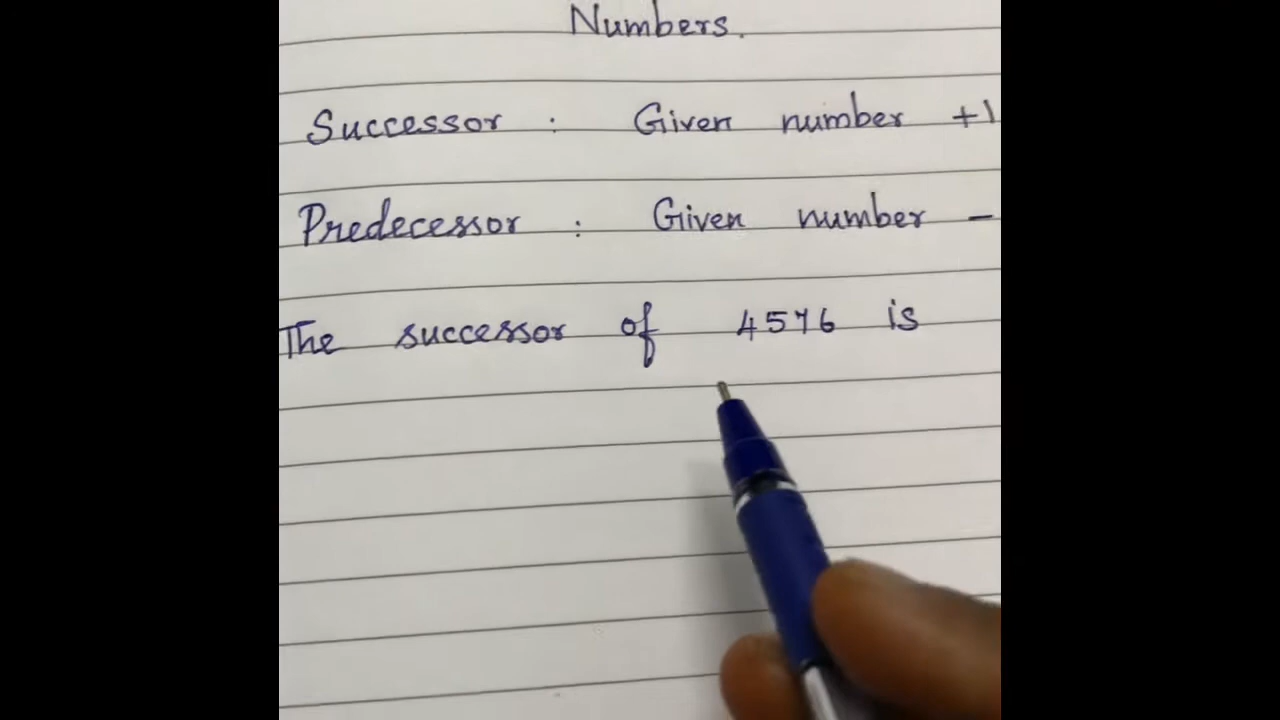 Numbers.
Successor : Given number +1
Predecessor : Given number -
The successor of 4576 is